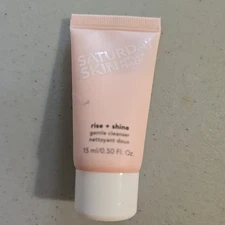 SATURDAY
SKIN
rise + shine
gentle cleanser
nettoyant doux
15 ml/0.50 Fl. Oz.